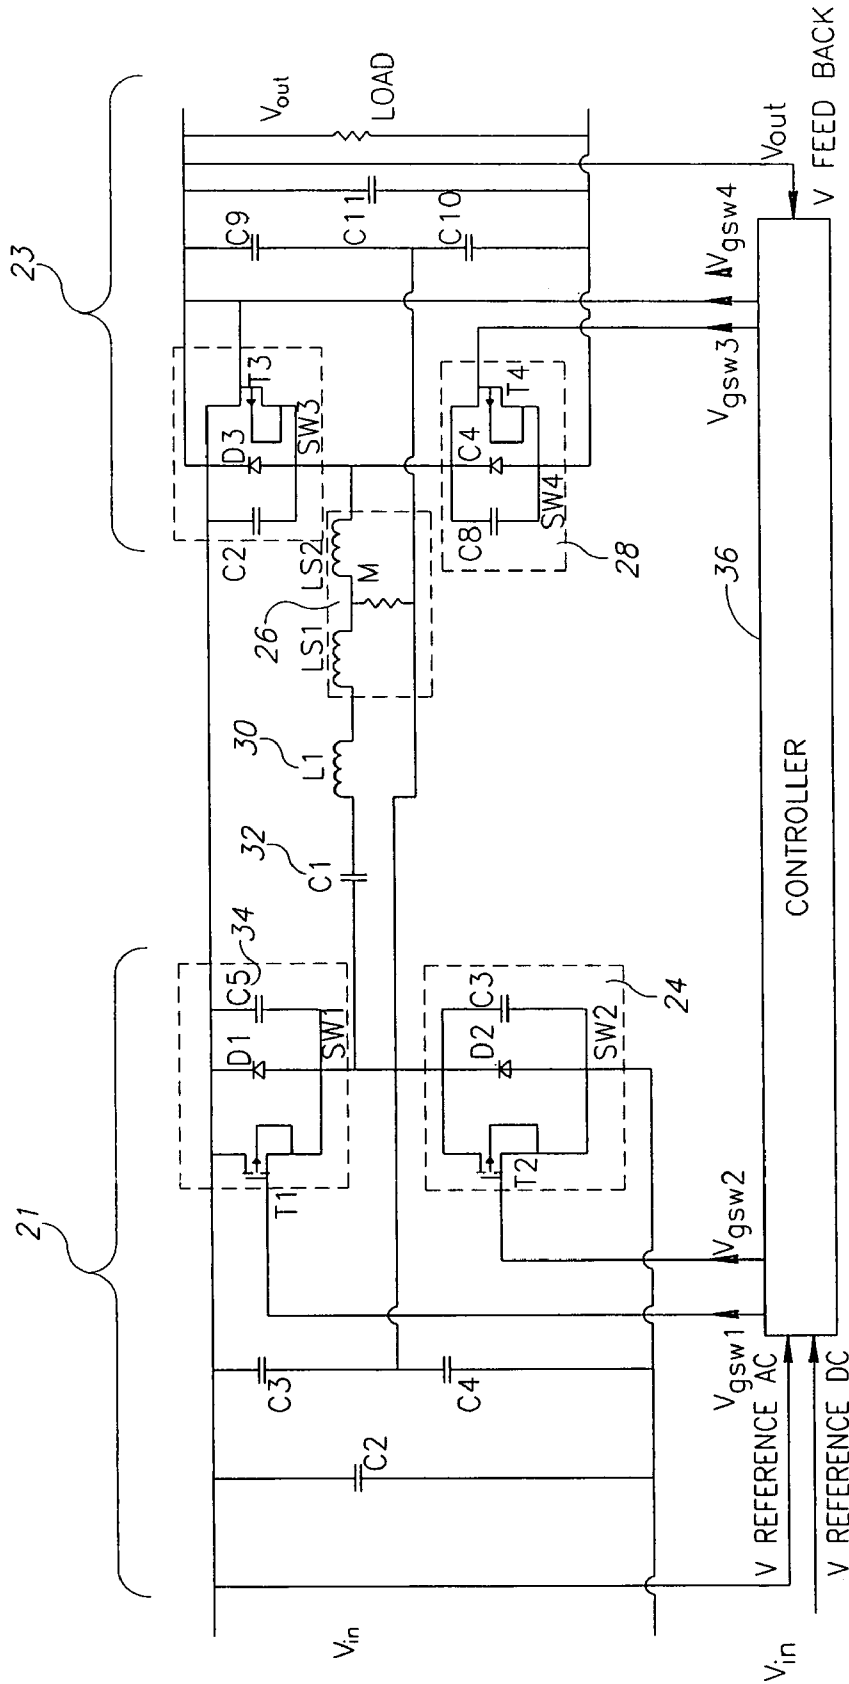 21
23
Vin
C2
C3
C4
T1
D1
C5
34
SW1
T2
D2
C3
SW2
24
C1
32
L1
30
LS1
26
LS2
M
C2
D3
T3
SW3
C8
C4
T4
SW4
28
C9
C10
C11
Vout
LOAD
Vgsw1
Vgsw2
Vgsw3
Vgsw4
Vout
V FEED BACK
V REFERENCE AC
V REFERENCE DC
Vin
CONTROLLER
36